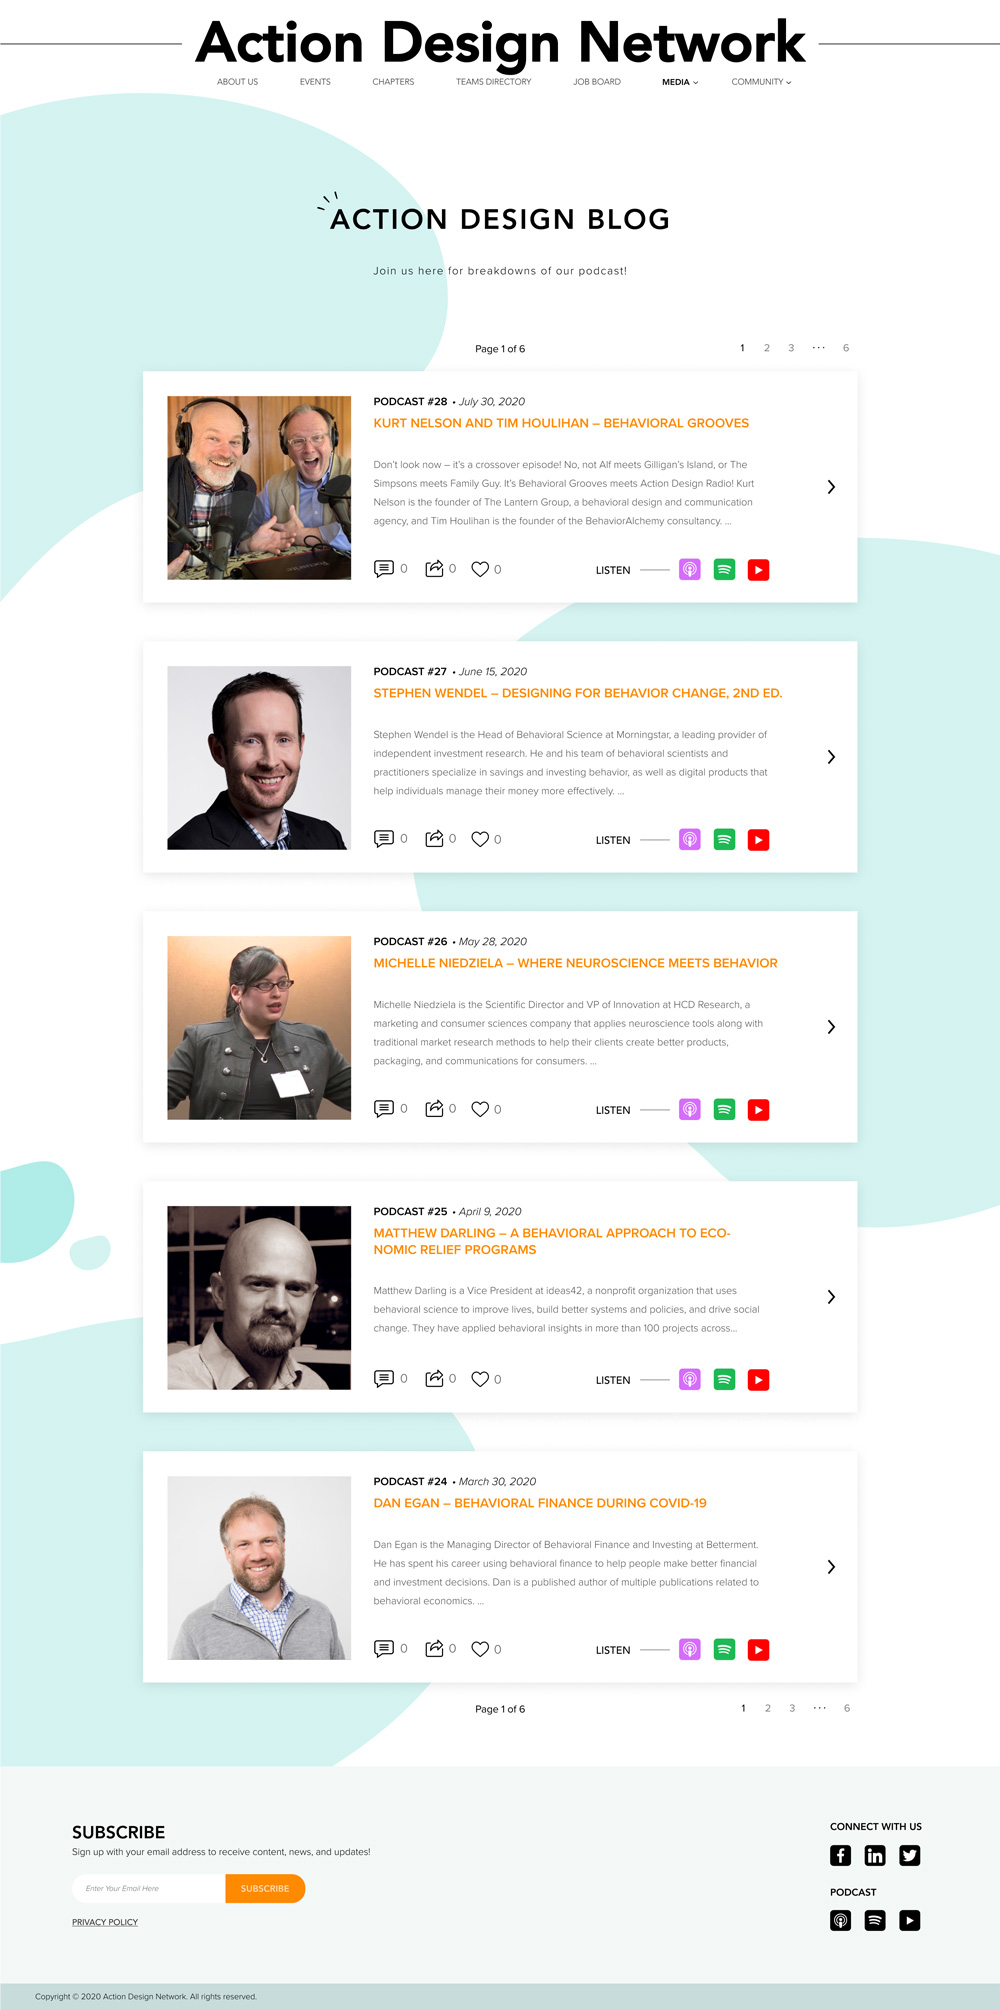 Action Design Network
ABOUT US EVENTS CHAPTERS TEAMS DIRECTORY JOB BOARD MEDIA COMMUNITY
ACTION DESIGN BLOG
Join us here for breakdowns of our podcast!
Page 1 of 6 1 2 3 ... 6
PODCAST #28 • July 30, 2020
KURT NELSON AND TIM HOULIHAN – BEHAVIORAL GROOVES
Don't look now – it's a crossover episode! No, not Alf meets Gilligan's Island, or The
Simpsons meets Family Guy. It's Behavioral Grooves meets Action Design Radio! Kurt
Nelson is the founder of The Lantern Group, a behavioral design and communication
agency, and Tim Houlihan is the founder of the BehaviorAlchemy consultancy. ...
0 0 0 LISTEN
PODCAST #27 • June 15, 2020
STEPHEN WENDEL – DESIGNING FOR BEHAVIOR CHANGE, 2ND ED.
Stephen Wendel is the Head of Behavioral Science at Morningstar, a leading provider of
independent investment research. He and his team of behavioral scientists and
practitioners specialize in savings and investing behavior, as well as digital products that
help individuals manage their money more effectively. ...
0 0 0 LISTEN
PODCAST #26 • May 28, 2020
MICHELLE NIEDZIELA – WHERE NEUROSCIENCE MEETS BEHAVIOR
Michelle Niedziela is the Scientific Director and VP of Innovation at HCD Research, a
marketing and consumer sciences company that applies neuroscience tools along with
traditional market research methods to help their clients create better products,
packaging, and communications for consumers. ...
0 0 0 LISTEN
PODCAST #25 • April 9, 2020
MATTHEW DARLING – A BEHAVIORAL APPROACH TO ECO-
NOMIC RELIEF PROGRAMS
Matthew Darling is a Vice President at ideas42, a nonprofit organization that uses
behavioral science to improve lives, build better systems and policies, and drive social
change. They have applied behavioral insights in more than 100 projects across...
0 0 0 LISTEN
PODCAST #24 • March 30, 2020
DAN EGAN – BEHAVIORAL FINANCE DURING COVID-19
Dan Egan is the Managing Director of Behavioral Finance and Investing at Betterment.
He has spent his career using behavioral finance to help people make better financial
and investment decisions. Dan is a published author of multiple publications related to
behavioral economics. ...
0 0 0 LISTEN
Page 1 of 6 1 2 3 ... 6
SUBSCRIBE
Sign up with your email address to receive content, news, and updates!
Enter Your Email Here SUBSCRIBE
PRIVACY POLICY
CONNECT WITH US
PODCAST
Copyright © 2020 Action Design Network. All rights reserved.